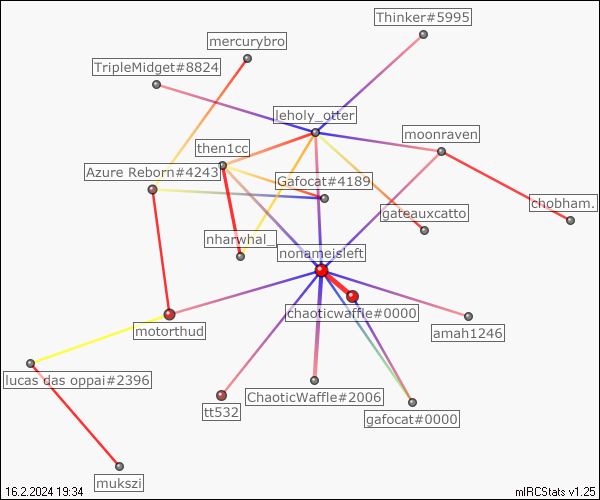 Thinker#5995
mercurybro
TripleMidget#8824
leholy_otter
moonraven
then1cc
Azure Reborn#4243
Gafocat#4189
chobham.
gateauxcatto
nharwhal_
nonameisleft
chaoticwaffle#0000
motorthud
amah1246
lucas das oppai#2396
ChaoticWaffle#2006
tt532
gafocat#0000
mukszi
16.2.2024 19:34
mIRCStats v1.25